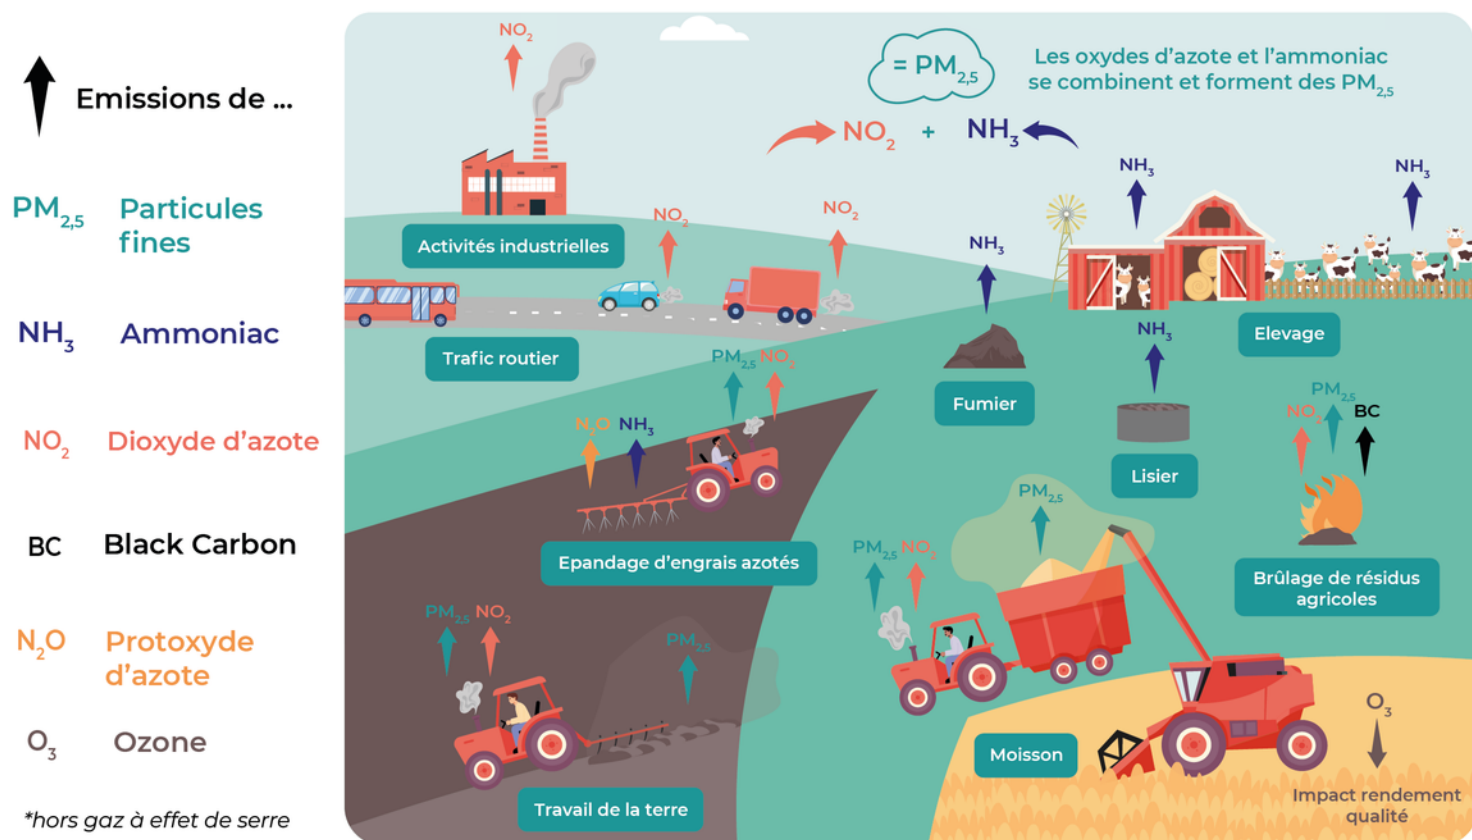 Emissions de ...
PM2,5 Particules
fines
NH3 Ammoniac
NO2 Dioxyde d'azote
BC Black Carbon
N2O Protoxyde
d'azote
O3 Ozone
*hors gaz à effet de serre
NO2
= PM2,5
Les oxydes d'azote et l'ammoniac
se combinent et forment des PM2,5
NO2 + NH3
NH3
NH3
Activités industrielles
NO2
NO2
NH3
Elevage
Trafic routier
NH3
Fumier
Lisier
PM2,5 NO2
N2O NH3
Epandage d'engrais azotés
PM2,5
NO2
BC
Brûlage de résidus
agricoles
PM2,5
PM2,5 NO2
PM2,5 NO2
PM2,5
Travail de la terre
Moisson
O3
Impact rendement
qualité